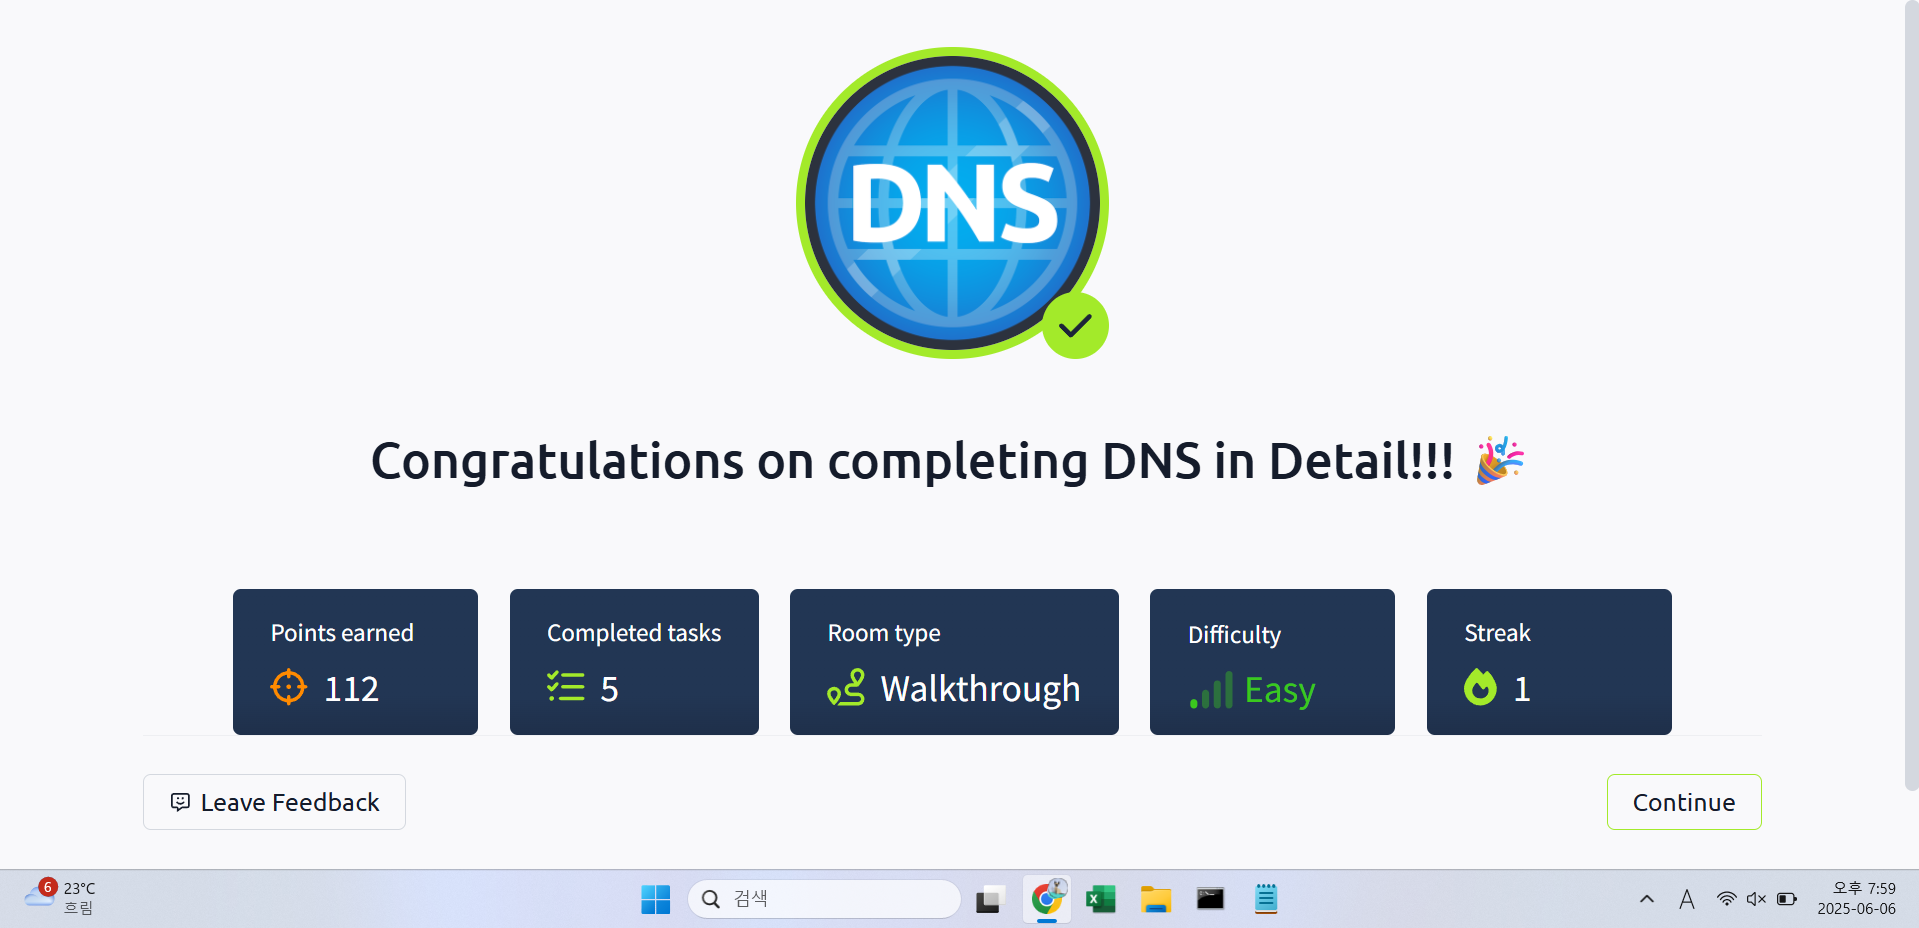 DNS
Congratulations on completing DNS in Detail!!! 🎉
Points earned
112
Completed tasks
5
Room type
Walkthrough
Difficulty
Easy
Streak
1
Leave Feedback
Continue
6
23°C
흐림
검색
A
오후 7:59
2025-06-06